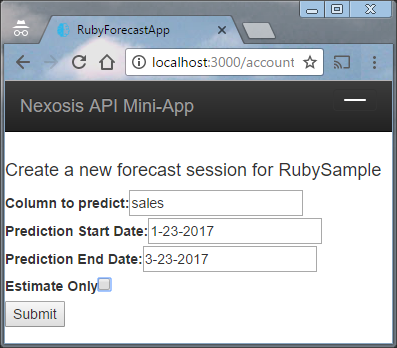 RubyForecastApp
localhost:3000/account
Nexosis API Mini-App
Create a new forecast session for RubySample
Column to predict: sales
Prediction Start Date: 1-23-2017
Prediction End Date: 3-23-2017
Estimate Only
Submit